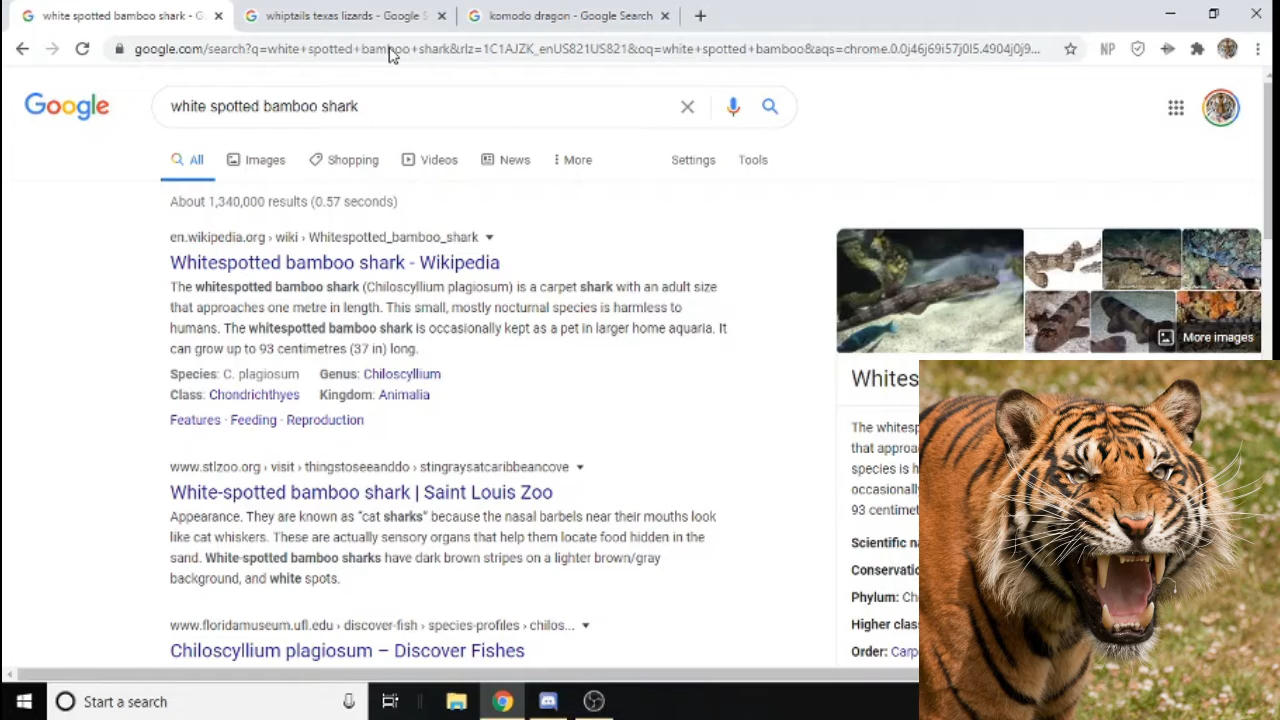 white spotted bamboo shark - G
whiptails texas lizards - Google S
komodo dragon - Google Search
google.com/search?q=white+spotted+bamboo+shark&rlz=1C1AJZK_enUS821US821&oq=white+spotted+bamboo&aqs=chrome.0.0j46j69i57j0l5.4904j0j9...
NP
Google
white spotted bamboo shark
All Images Shopping Videos News More Settings Tools
About 1,340,000 results (0.57 seconds)
en.wikipedia.org › wiki › Whitespotted_bamboo_shark
Whitespotted bamboo shark - Wikipedia
The whitespotted bamboo shark (Chiloscyllium plagiosum) is a carpet shark with an adult size
that approaches one metre in length. This small, mostly nocturnal species is harmless to
humans. The whitespotted bamboo shark is occasionally kept as a pet in larger home aquaria. It
can grow up to 93 centimetres (37 in) long.
Species: C. plagiosum Genus: Chiloscyllium
Class: Chondrichthyes Kingdom: Animalia
Features · Feeding · Reproduction
www.stlzoo.org › visit › thingstoseeanddo › stingraysatcaribbeancove
White-spotted bamboo shark | Saint Louis Zoo
Appearance. They are known as "cat sharks" because the nasal barbels near their mouths look
like cat whiskers. These are actually sensory organs that help them locate food hidden in the
sand. White-spotted bamboo sharks have dark brown stripes on a lighter brown/gray
background, and white spots.
www.floridamuseum.ufl.edu › discover-fish › species-profiles › chilos...
Chiloscyllium plagiosum – Discover Fishes
More images
Whites
The whitesp
that approa
species is h
occasionally
93 centimet
Scientific na
Conservatio
Phylum: Ch
Higher clas
Order: Carp
Start a search